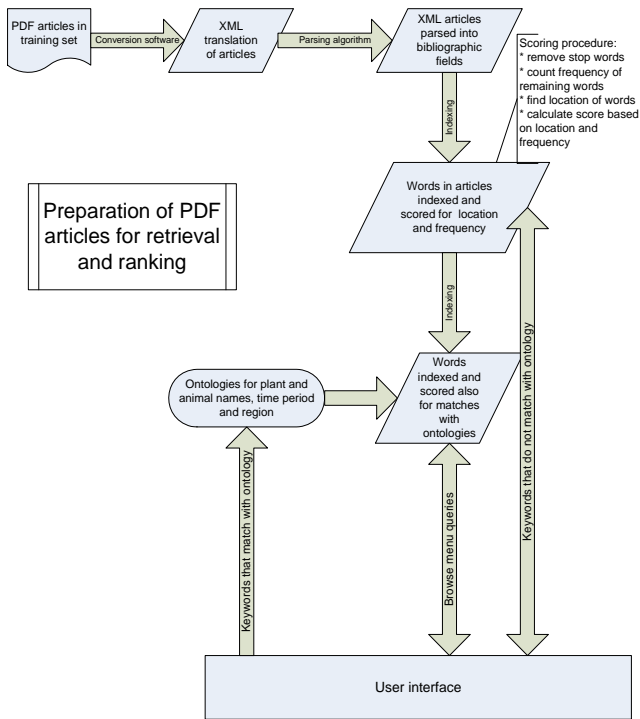 PDF articles in
training set
Conversion software
XML
translation
of articles
Parsing algorithm
XML articles
parsed into
bibliographic
fields
Scoring procedure:
* remove stop words
* count frequency of
remaining words
* find location of words
* calculate score based
on location and
frequency
Indexing
Words in articles
indexed and
scored for location
and frequency
Preparation of PDF
articles for retrieval
and ranking
Indexing
Words
indexed and
scored also
for matches
with
ontologies
Ontologies for plant and
animal names, time period
and region
Keywords that match with ontology
Browse menu queries
Keywords that do not match with ontology
User interface